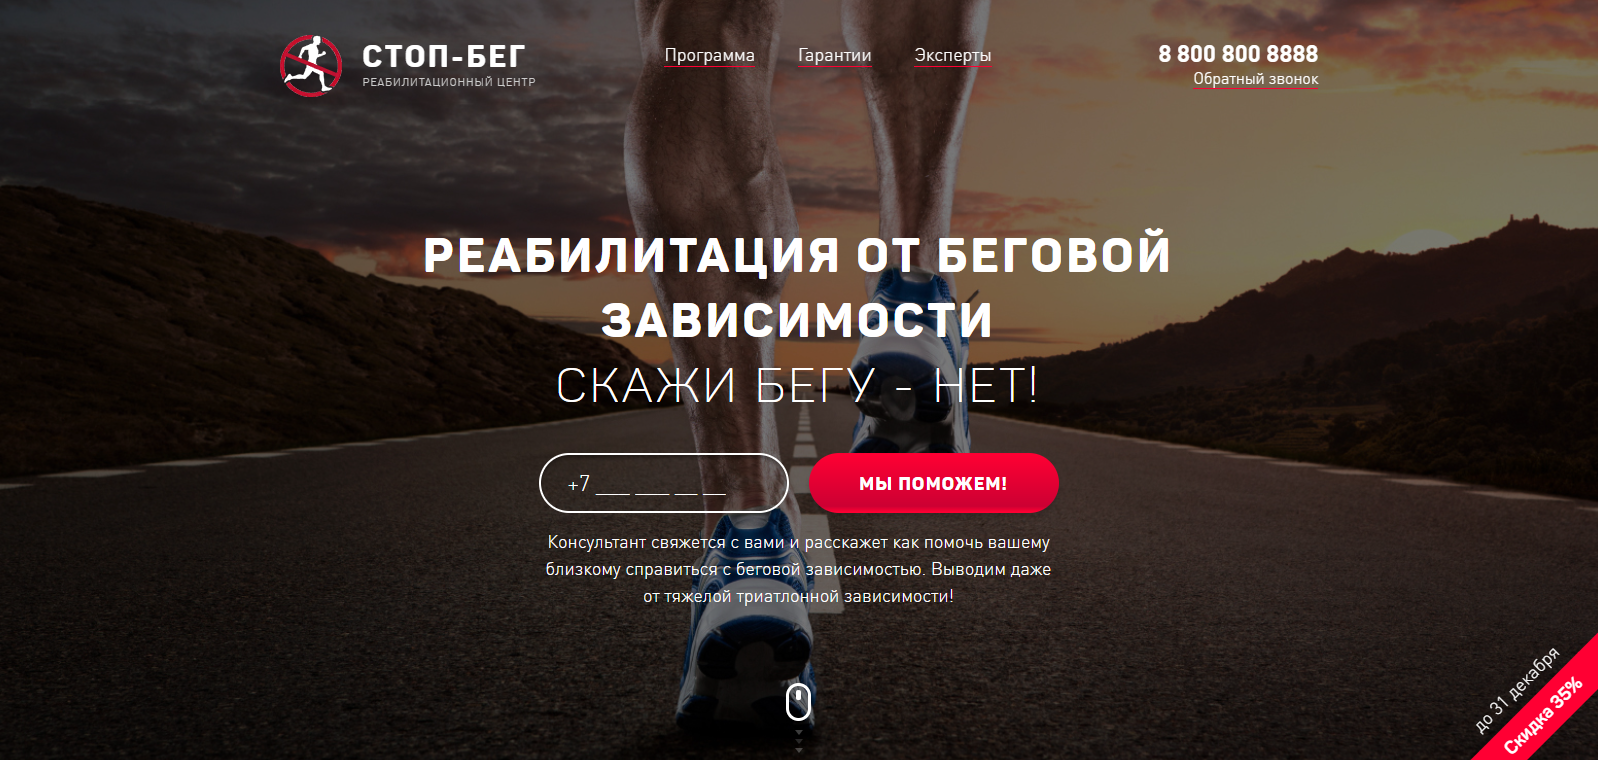 СТОП-БЕГ
РЕАБИЛИТАЦИОННЫЙ ЦЕНТР
Программа
Гарантии
Эксперты
8 800 800 8888
Обратный звонок
РЕАБИЛИТАЦИЯ ОТ БЕГОВОЙ
ЗАВИСИМОСТИ
СКАЖИ БЕГУ - НЕТ!
+7 ___ ___ __ __
МЫ ПОМОЖЕМ!
Консультант свяжется с вами и расскажет как помочь вашему
близкому справиться с беговой зависимостью. Выводим даже
от тяжелой триатлонной зависимости!
до 31 декабря
Скидка 35%